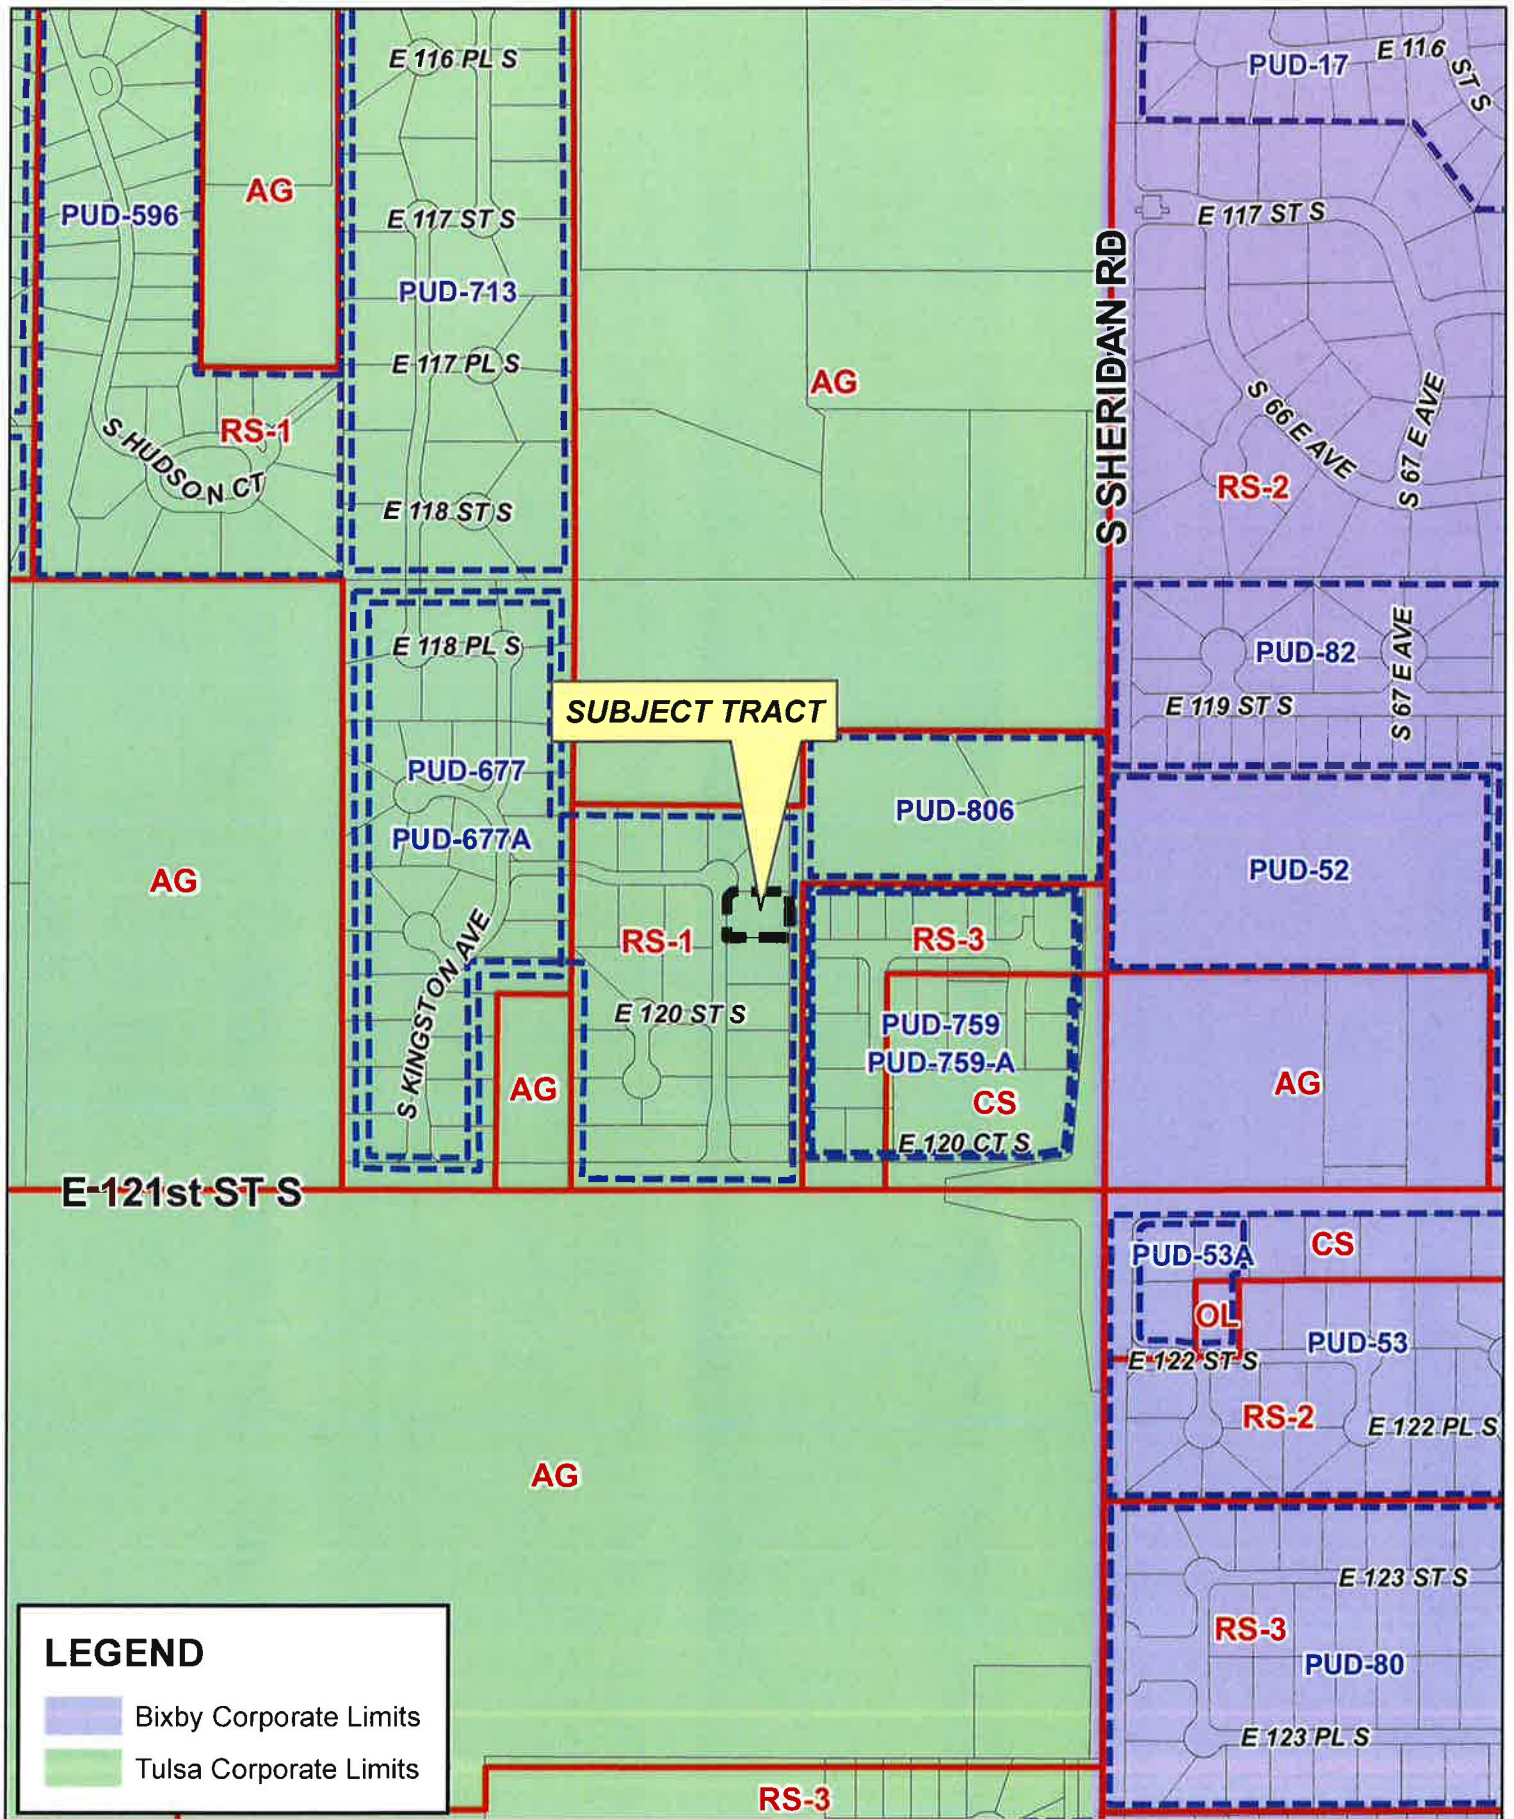 E 116 PL S
PUD-17
E 116 ST S
AG
PUD-596
E 117 ST S
E 117 ST S
PUD-713
S SHERIDAN RD
E 117 PL S
AG
S 66 E AVE
S 67 E AVE
RS-1
S HUDSON CT
RS-2
E 118 ST S
E 118 PL S
PUD-82
S 67 E AVE
E 119 ST S
SUBJECT TRACT
PUD-677
PUD-806
PUD-677A
PUD-52
AG
S KINGSTON AVE
RS-1
RS-3
E 120 ST S
PUD-759
PUD-759-A
AG
CS
AG
E 120 CT S
E 121st ST S
PUD-53A
CS
OL
PUD-53
E 122 ST S
RS-2
E 122 PL S
AG
E 123 ST S
RS-3
PUD-80
E 123 PL S
LEGEND
Bixby Corporate Limits
Tulsa Corporate Limits
RS-3